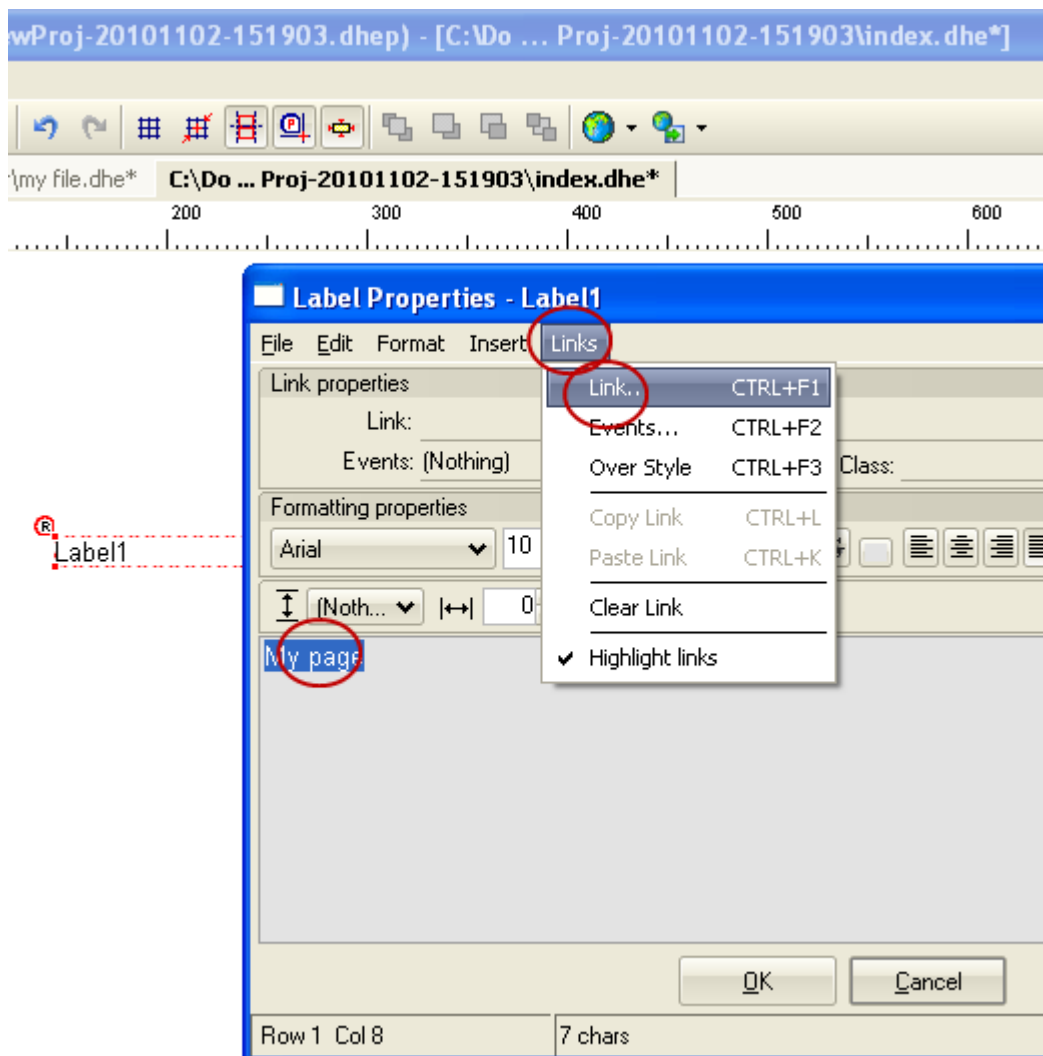 wProj-20101102-151903.dhep) - [C:\Do ... Proj-20101102-151903\index.dhe*]
\my file.dhe* C:\Do ... Proj-20101102-151903\index.dhe*
200 300 400 500 600
Label Properties - Label1
File Edit Format Insert Links
Link properties
Link.. CTRL+F1
Link:
Events... CTRL+F2
Events: (Nothing)
Over Style CTRL+F3
Class:
Formatting properties
Copy Link CTRL+L
Arial 10
Paste Link CTRL+K
R
Label1
(Noth... 0
Clear Link
My page
Highlight links
OK Cancel
Row 1 Col 8 7 chars